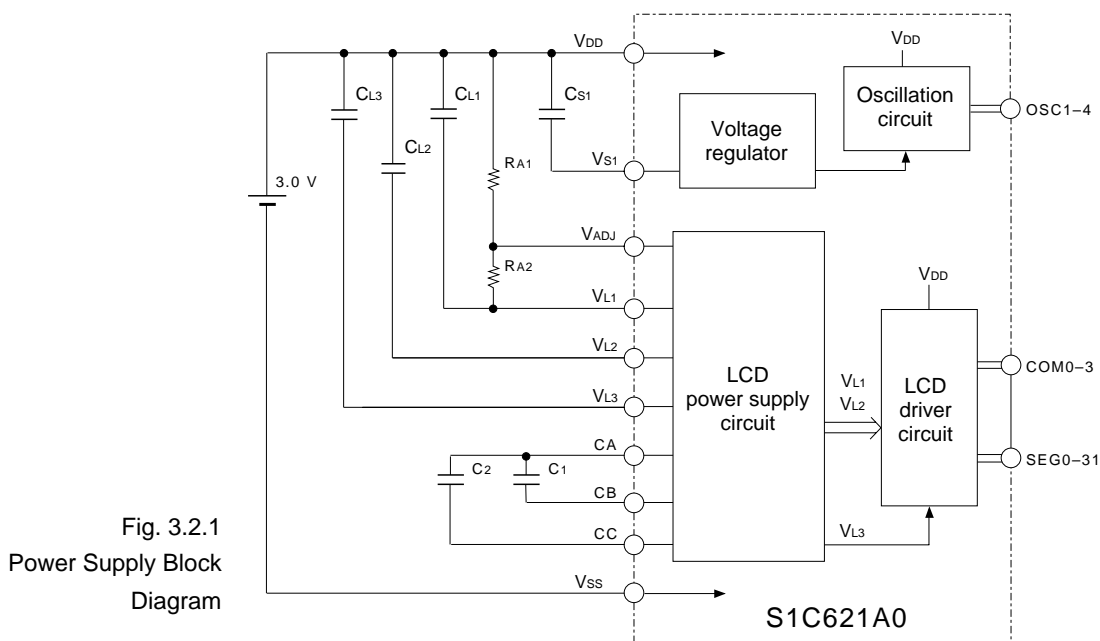 VDD
VDD
CL3
CL1
CS1
CL2
Oscillation
circuit
OSC1–4
Voltage
regulator
RA1
VS1
3.0 V
VADJ
RA2
VL1
VDD
VL2
LCD
power supply
circuit
VL1
VL2
LCD
driver
circuit
COM0–3
VL3
CA
C2
C1
SEG0–31
CB
CC
VL3
Fig. 3.2.1
Power Supply Block
Diagram
VSS
S1C621A0